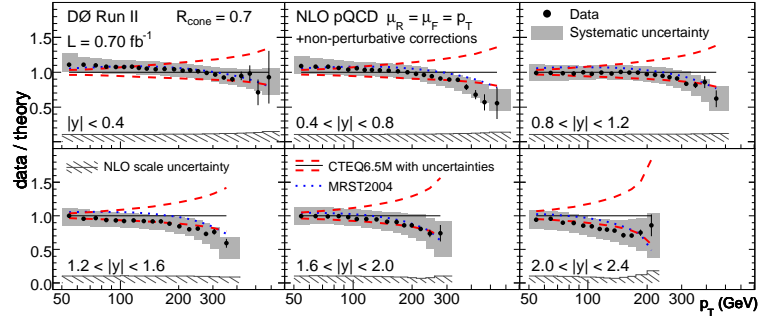 DØ Run II
R_cone = 0.7
L = 0.70 fb⁻¹
NLO pQCD μ_R = μ_F = p_T
+non-perturbative corrections
Data
Systematic uncertainty
1.5
1.0
0.5
|y| < 0.4
0.4 < |y| < 0.8
0.8 < |y| < 1.2
data / theory
NLO scale uncertainty
CTEQ6.5M with uncertainties
MRST2004
1.5
1.0
0.5
0.0
1.2 < |y| < 1.6
1.6 < |y| < 2.0
2.0 < |y| < 2.4
50 100 200 300
50 100 200 300
50 100 200 300
p_T (GeV)